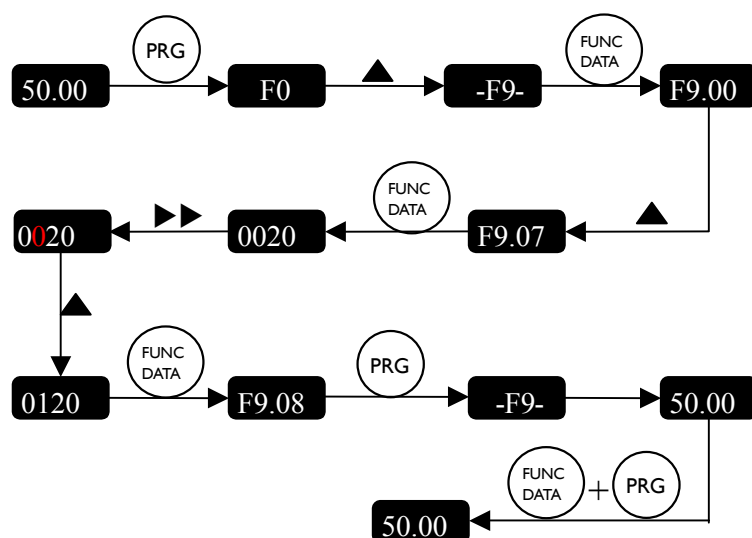 PRG
FUNC
DATA
50.00
F0
-F9-
F9.00
FUNC
DATA
0020
0020
F9.07
FUNC
DATA
PRG
0120
F9.08
-F9-
50.00
FUNC
DATA
+
PRG
50.00